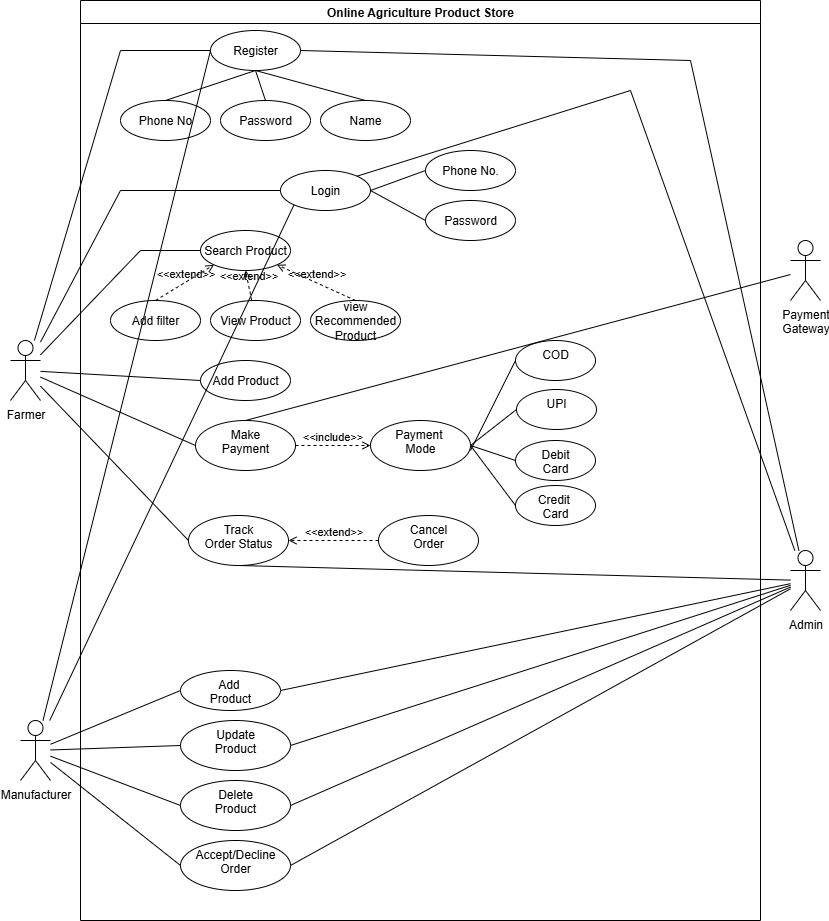 Online Agriculture Product Store
Register
Phone No
Password
Name
Login
Phone No.
Password
Search Product
<<extend>>
<<extend>>
<<extend>>
Add filter
View Product
view
Recommended
Product
Payment
Gateway
Farmer
Add Product
COD
UPI
Make
Payment
<<include>>
Payment
Mode
Debit
Card
Credit
Card
Track
Order Status
<<extend>>
Cancel
Order
Admin
Add
Product
Update
Product
Manufacturer
Delete
Product
Accept/Decline
Order